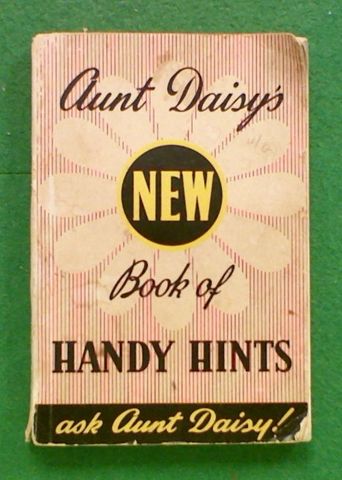 Aunt Daisy's
NEW
Book of
HANDY HINTS
ask Aunt Daisy!